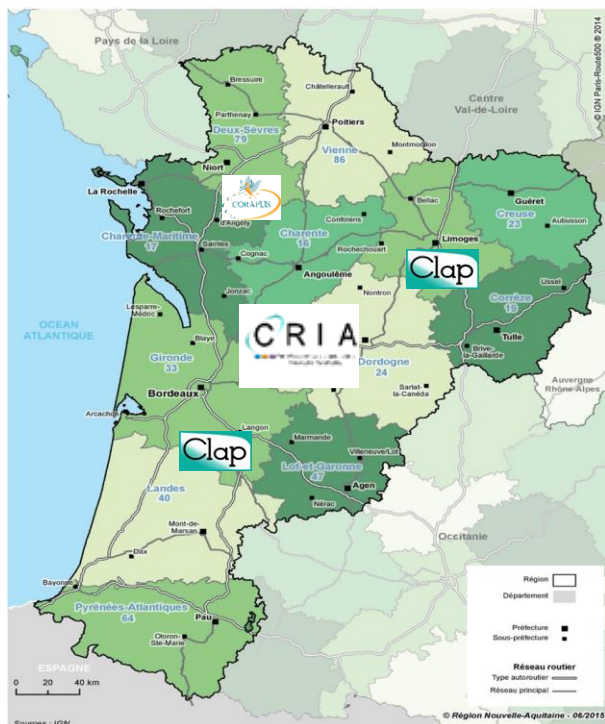 Pays de la Loire
© IGN Paris-Route500 ® 2014
Bressuire
Châtellerault
Centre
Val-de-Loire
Parthenay
Deux-Sèvres
79
Poitiers
Vienne
86
Montmorillon
Niort
La Rochelle
CORAPLIS
Bellac
Guéret
Creuse
23
Rochefort
d'Angély
Confolens
Aubusson
Charente-Maritime
17
Charente
16
Limoges
Saintes
Cognac
Rochechouart
Angoulême
Clap
Ussel
Corrèze
19
Jonzac
Nontron
Lesparre-
Médoc
OCEAN
ATLANTIQUE
CRIA
Tulle
Blaye
Brive-
la-Gaillarde
Gironde
33
Dordogne
24
Auvergne
Rhône-Alpes
Bordeaux
Sarlat-
la-Canéda
Arcachon
Langon
Clap
Marmande
Villeneuve/Lot
Lot-et-Garonne
47
Landes
40
Agen
Nérac
Mont-de-
Marsan
Occitanie
Dax
Bayonne
Pyrénées-Atlantiques
64
Pau
Oloron-
Ste-Marie
ESPAGNE
0 20 40 km
Région
Département
Préfecture
Sous-préfecture
Réseau routier
Type autoroutier
Réseau principal
Sources : IGN
© Région Nouvelle-Aquitaine - 06/2015